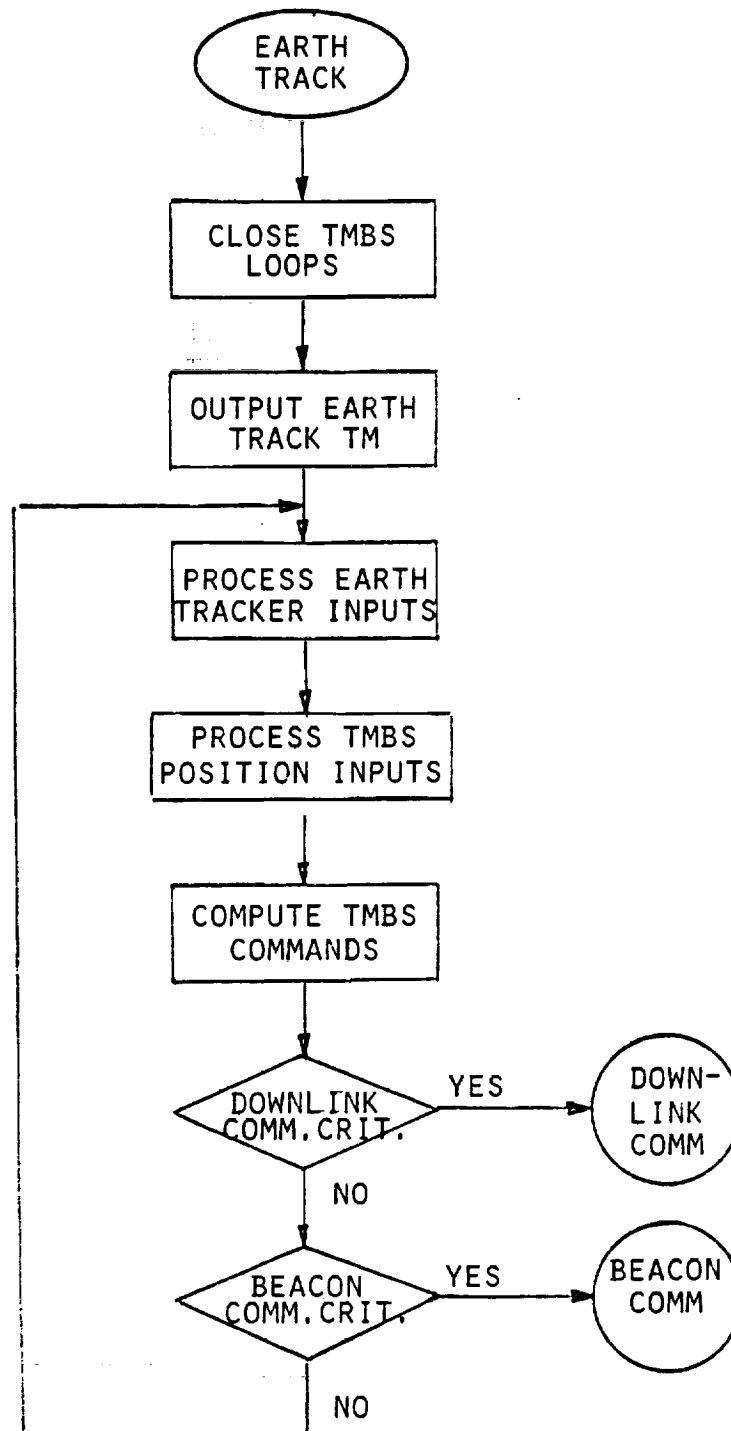 EARTH
TRACK
CLOSE TMBS
LOOPS
OUTPUT EARTH
TRACK TM
PROCESS EARTH
TRACKER INPUTS
PROCESS TMBS
POSITION INPUTS
COMPUTE TMBS
COMMANDS
DOWNLINK
COMM.CRIT.
YES
DOWN-
LINK
COMM
NO
BEACON
COMM.CRIT.
YES
BEACON
COMM
NO